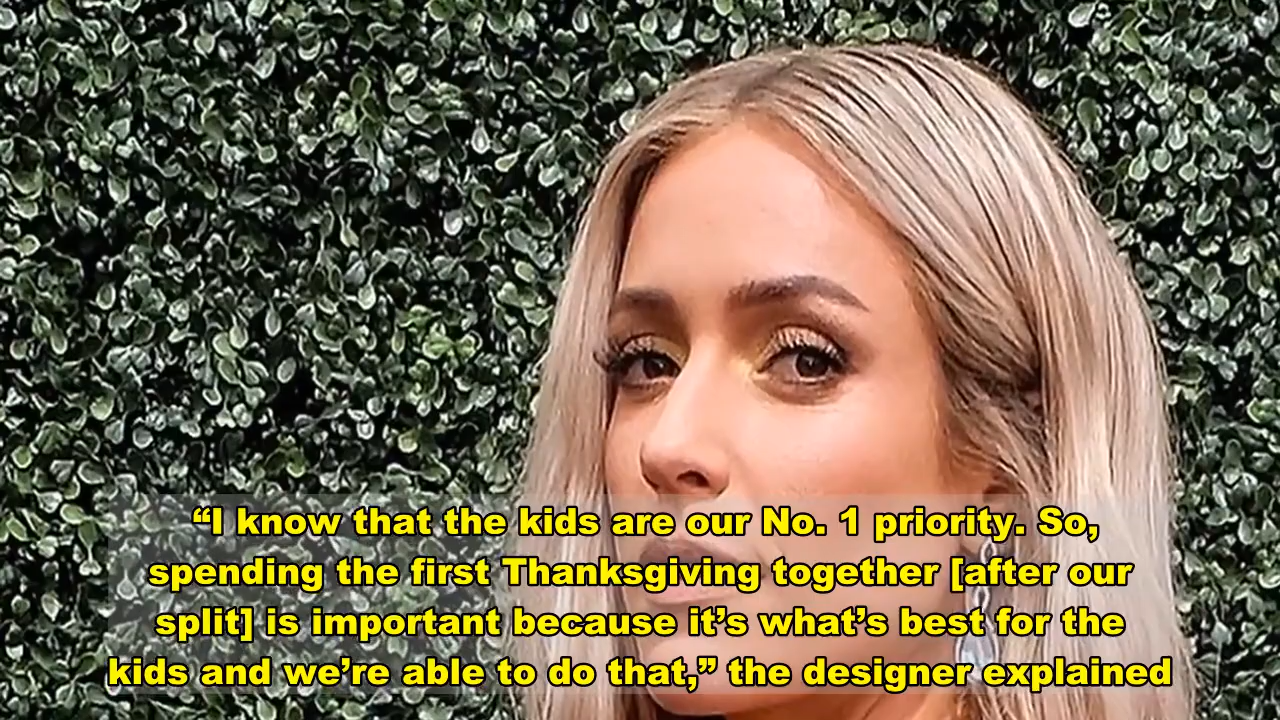 “I know that the kids are our No. 1 priority. So,
spending the first Thanksgiving together [after our
split] is important because it’s what’s best for the
kids and we’re able to do that,” the designer explained